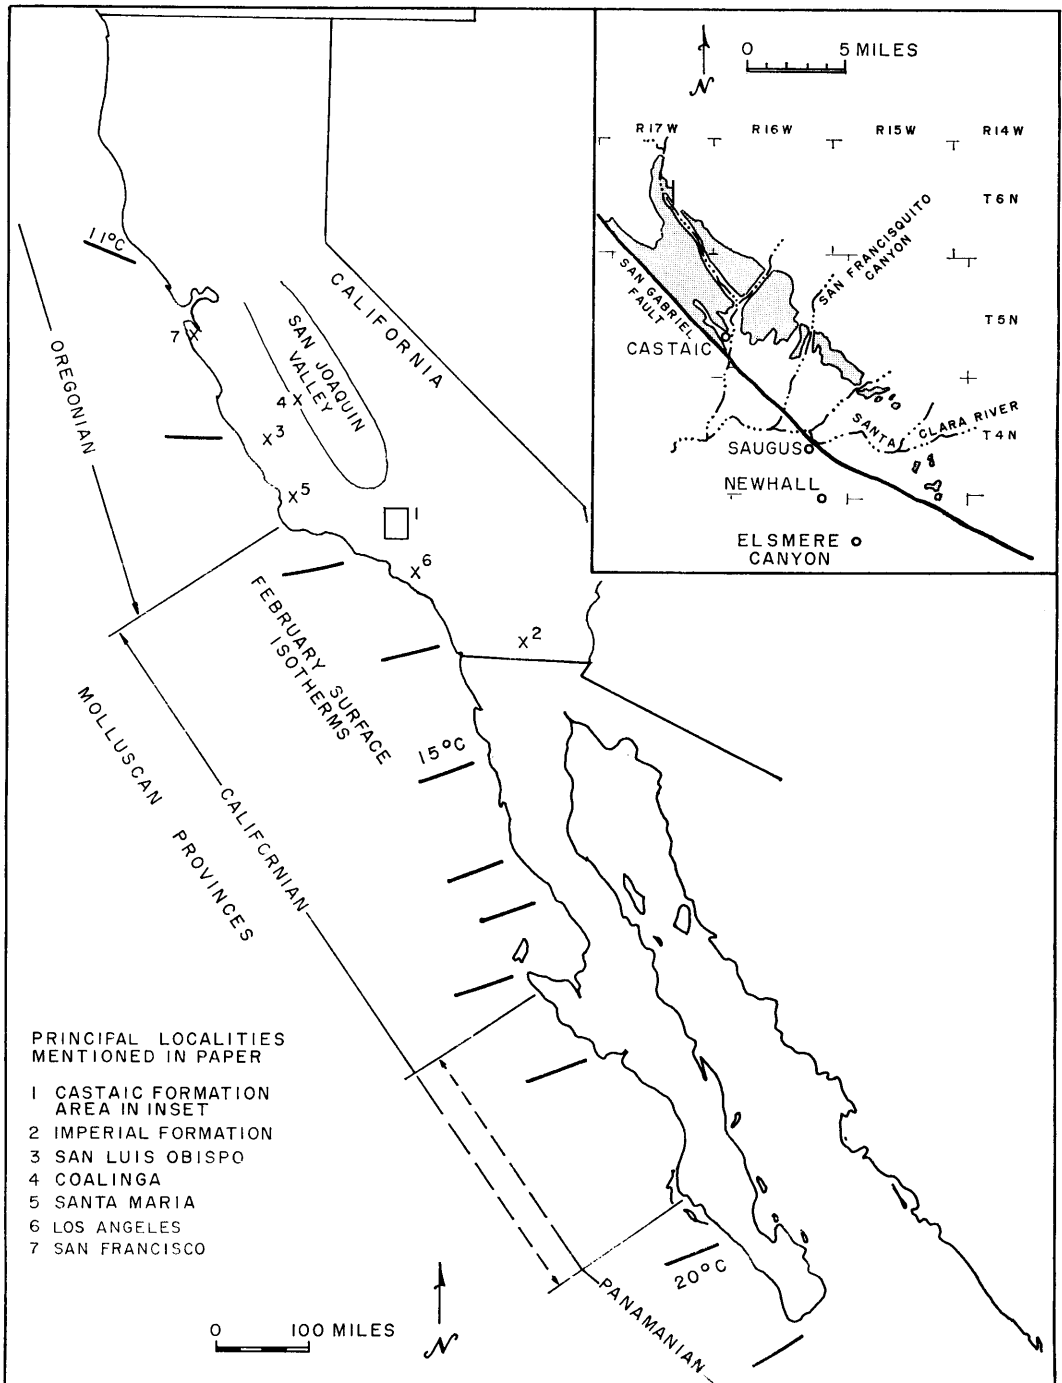 0 5 MILES
N
R17W R16W R15W R14W
T6N
T5N
T4N
SAN FRANCISQUITO
CANYON
SAN GABRIEL
FAULT
CASTAIC
SANTA CLARA RIVER
SAUGUS
NEWHALL
ELSMERE
CANYON
11°C
OREGONIAN
CALIFORNIA
SAN JOAQUIN
VALLEY
7 X
4 X
X 3
X 5
1
X 6
X 2
FEBRUARY SURFACE
ISOTHERMS
15°C
MOLLUSCAN PROVINCES
CALIFCRNIAN
20°C
PANAMANIAN
PRINCIPAL LOCALITIES
MENTIONED IN PAPER
1 CASTAIC FORMATION
AREA IN INSET
2 IMPERIAL FORMATION
3 SAN LUIS OBISPO
4 COALINGA
5 SANTA MARIA
6 LOS ANGELES
7 SAN FRANCISCO
0 100 MILES
N